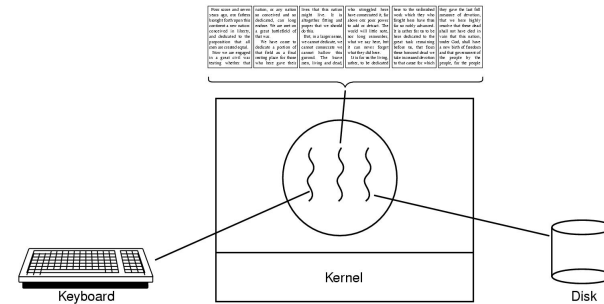 Four score and seven
years ago, our fathers
brought forth upon this
continent a new nation:
conceived in liberty,
and dedicated to the
proposition that all
men are created equal.
Now we are engaged
in a great civil war
testing whether that
nation, or any nation
so conceived and so
dedicated, can long
endure. We are met on
a great battlefield of
that war.
We have come to
dedicate a portion of
that field as a final
resting place for those
who here gave their
lives that this nation
might live. It is
altogether fitting and
proper that we should
do this.
But, in a larger sense,
we cannot dedicate, we
cannot consecrate we
cannot hallow this
ground. The brave
men, living and dead,
who struggled here
have consecrated it, far
above our poor power
to add or detract. The
world will little note,
nor long remember,
what we say here, but
it can never forget
what they did here.
It is for us the living,
rather, to be dedicated
here to the unfinished
work which they who
fought here have thus
far so nobly advanced.
It is rather for us to be
here dedicated to the
great task remaining
before us, that from
these honored dead we
take increased devotion
to that cause for which
they gave the last full
measure of devotion,
that we here highly
resolve that these dead
shall not have died in
vain that this nation,
under God, shall have
a new birth of freedom
and that government of
the people by the
people, for the people
Kernel
Keyboard
Disk